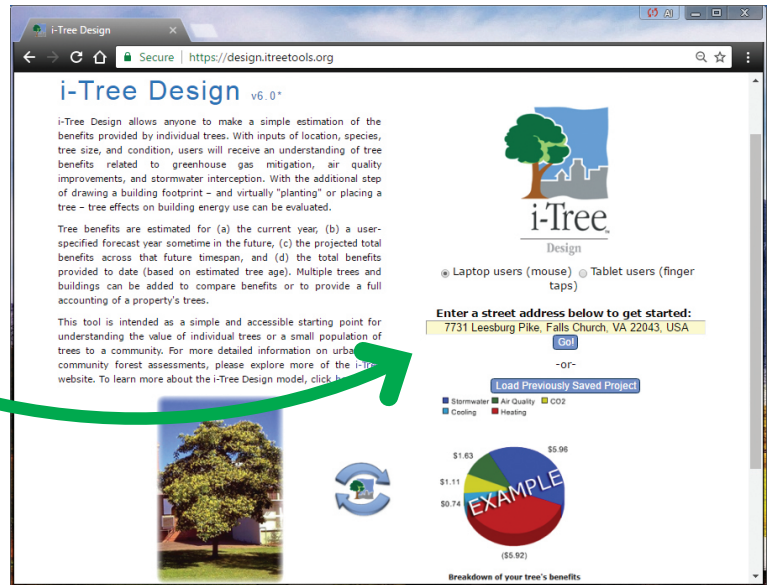 AI
i-Tree Design
Secure | https://design.itreetools.org
i-Tree Design v6.0*
i-Tree Design allows anyone to make a simple estimation of the
benefits provided by individual trees. With inputs of location, species,
tree size, and condition, users will receive an understanding of tree
benefits related to greenhouse gas mitigation, air quality
improvements, and stormwater interception. With the additional step
of drawing a building footprint – and virtually "planting" or placing a
tree – tree effects on building energy use can be evaluated.
Tree benefits are estimated for (a) the current year, (b) a user-
specified forecast year sometime in the future, (c) the projected total
benefits across that future timespan, and (d) the total benefits
provided to date (based on estimated tree age). Multiple trees and
buildings can be added to compare benefits or to provide a full
accounting of a property's trees.
This tool is intended as a simple and accessible starting point for
understanding the value of individual trees or a small population of
trees to a community. For more detailed information on
community forest assessments, please explore more of the i-Tree
website. To learn more about the i-Tree Design model, click
i-Tree
Design
Laptop users (mouse) Tablet users (finger
taps)
Enter a street address below to get started:
7731 Leesburg Pike, Falls Church, VA 22043, USA
Go!
-or-
Load Previously Saved Project
Stormwater Air Quality CO2
Cooling Heating
$1.63
$5.96
$1.11
$0.74
EXAMPLE
($5.92)
Breakdown of your tree's benefits